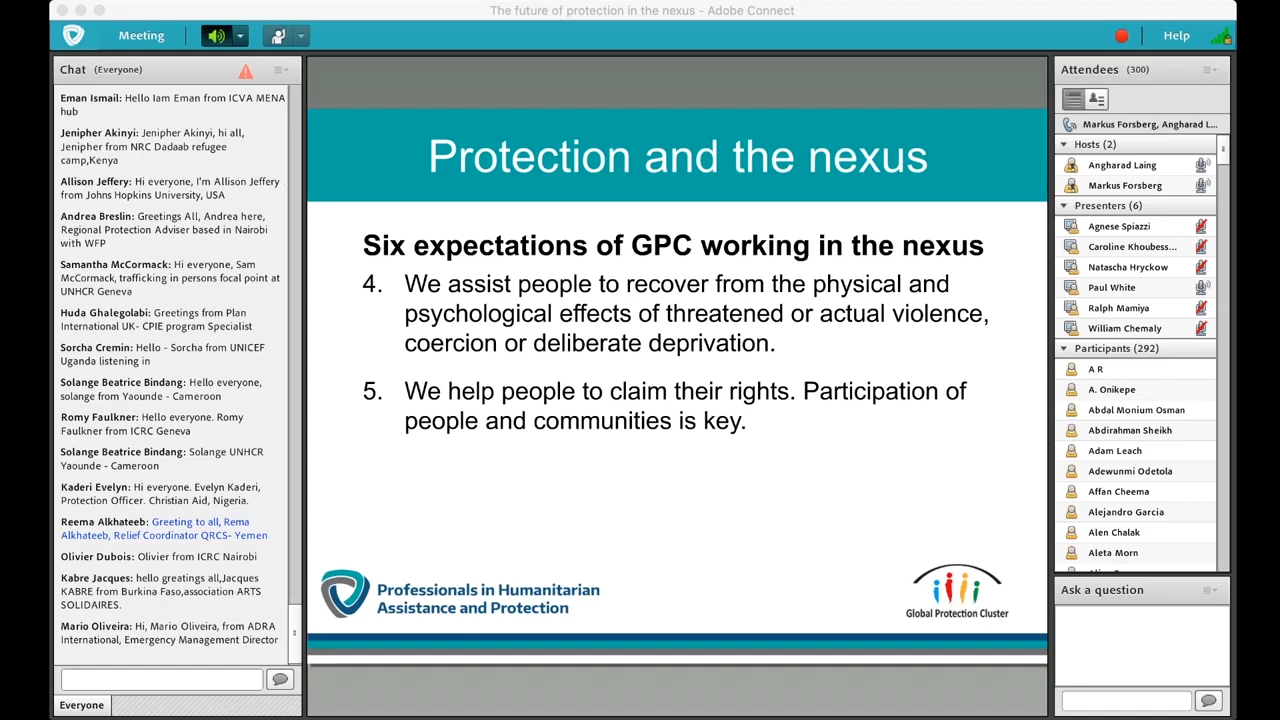 The future of protection in the nexus - Adobe Connect
Meeting
Help
Chat (Everyone)
Eman Ismail: Hello Iam Eman from ICVA MENA
hub
Jenipher Akinyi: Jenipher Akinyi, hi all,
Jenipher from NRC Dadaab refugee
camp,Kenya
Allison Jeffery: Hi everyone, I'm Allison Jeffery
from Johns Hopkins University, USA
Andrea Breslin: Greetings All, Andrea here,
Regional Protection Adviser based in Nairobi
with WFP
Samantha McCormack: Hi everyone, Sam
McCormack, trafficking in persons focal point at
UNHCR Geneva
Huda Ghalegolabi: Greetings from Plan
International UK- CPIE program Specialist
Sorcha Cremin: Hello - Sorcha from UNICEF
Uganda listening in
Solange Beatrice Bindang: Hello everyone,
solange from Yaounde - Cameroon
Romy Faulkner: Hello everyone. Romy
Faulkner from ICRC Geneva
Solange Beatrice Bindang: Solange UNHCR
Yaounde - Cameroon
Kaderi Evelyn: Hi everyone. Evelyn Kaderi,
Protection Officer. Christian Aid, Nigeria.
Reema Alkhateeb: Greeting to all, Rema
Alkhateeb, Relief Coordinator QRCS- Yemen
Olivier Dubois: Olivier from ICRC Nairobi
Kabre Jacques: hello greatings all,Jacques
KABRE from Burkina Faso,association ARTS
SOLIDAIRES.
Mario Oliveira: Hi, Mario Oliveira, from ADRA
International, Emergency Management Director
Everyone
Protection and the nexus
Six expectations of GPC working in the nexus
4. We assist people to recover from the physical and
psychological effects of threatened or actual violence,
coercion or deliberate deprivation.
5. We help people to claim their rights. Participation of
people and communities is key.
Professionals in Humanitarian
Assistance and Protection
Global Protection Cluster
Attendees (300)
Markus Forsberg, Angharad L...
Hosts (2)
Angharad Laing
Markus Forsberg
Presenters (6)
Agnese Spiazzi
Caroline Khoubess...
Natascha Hryckow
Paul White
Ralph Mamiya
William Chemaly
Participants (292)
A R
A. Onikepe
Abdal Monium Osman
Abdirahman Sheikh
Adam Leach
Adewunmi Odetola
Affan Cheema
Alejandro Garcia
Alen Chalak
Aleta Morn
Ask a question